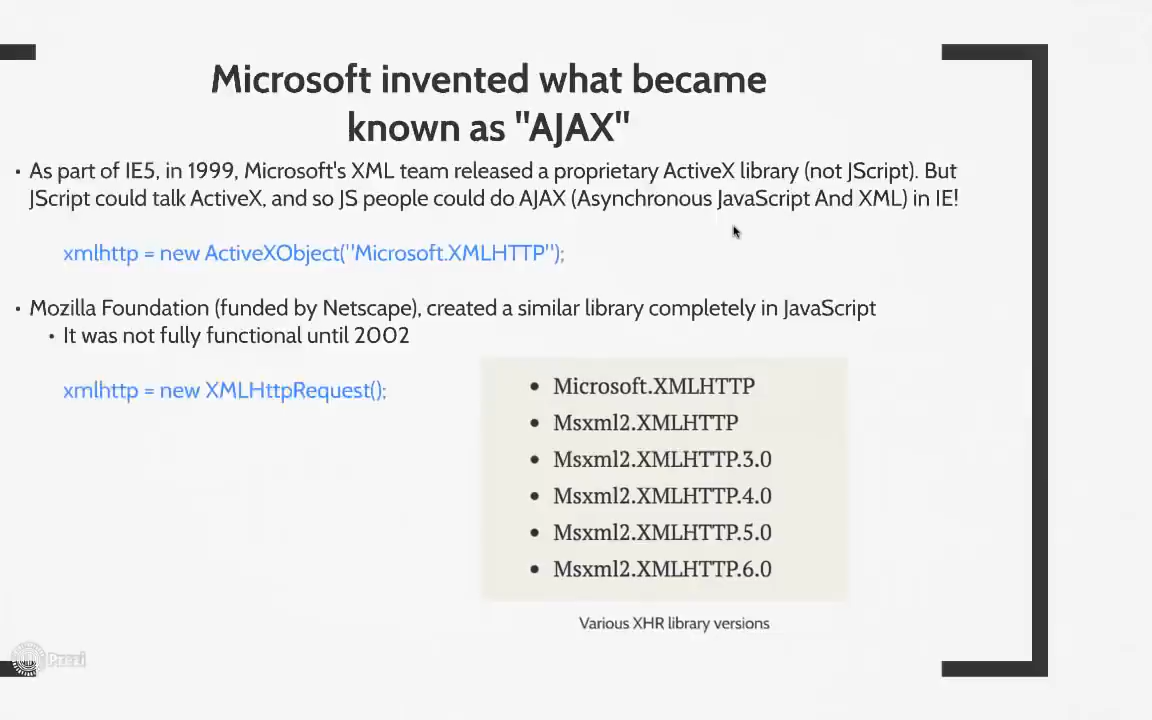 Microsoft invented what became
known as "AJAX"
• As part of IE5, in 1999, Microsoft's XML team released a proprietary ActiveX library (not JScript). But
JScript could talk ActiveX, and so JS people could do AJAX (Asynchronous JavaScript And XML) in IE!
xmlhttp = new ActiveXObject("Microsoft.XMLHTTP");
• Mozilla Foundation (funded by Netscape), created a similar library completely in JavaScript
• It was not fully functional until 2002
xmlhttp = new XMLHttpRequest();
• Microsoft.XMLHTTP
• Msxml2.XMLHTTP
• Msxml2.XMLHTTP.3.0
• Msxml2.XMLHTTP.4.0
• Msxml2.XMLHTTP.5.0
• Msxml2.XMLHTTP.6.0
Various XHR library versions
Prezi